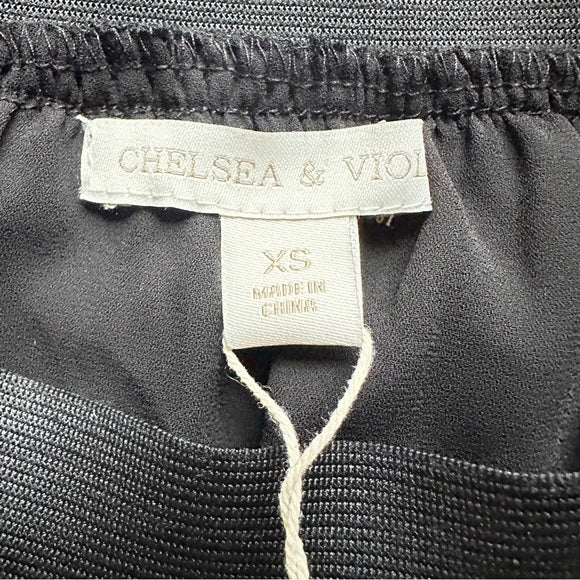 CHELSEA & VIOL
XS
MADE IN
CHINA